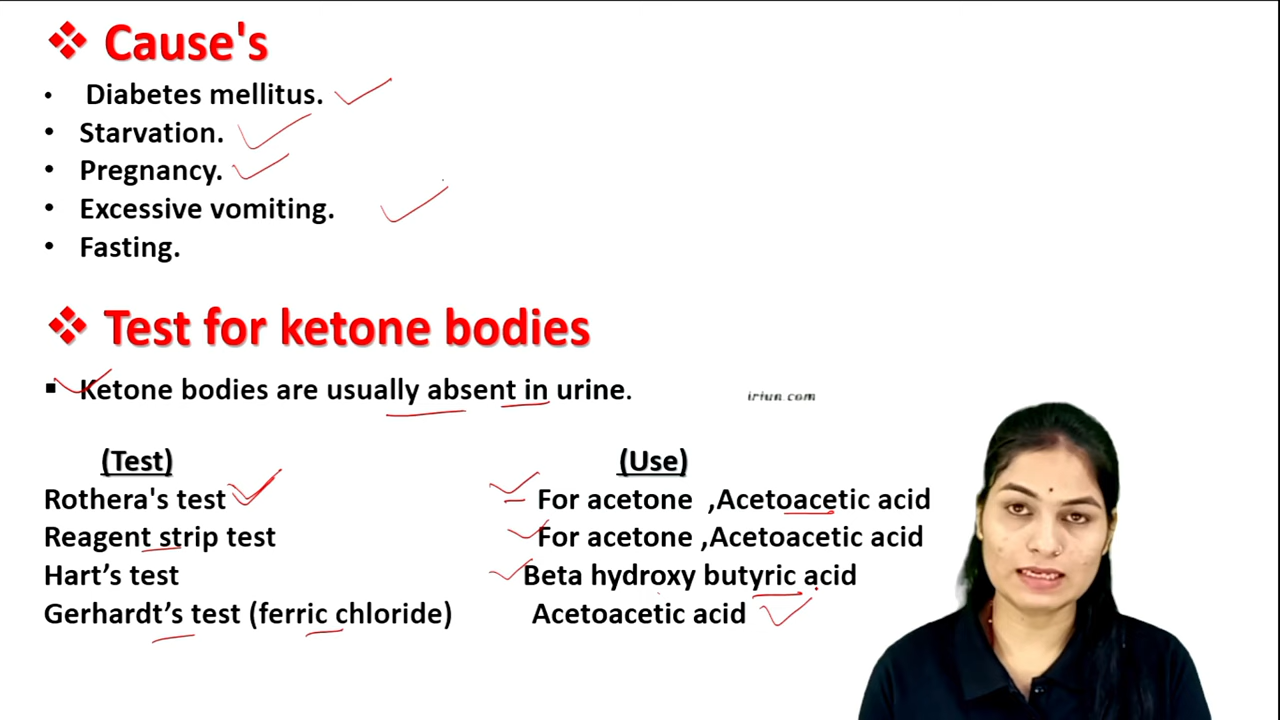 ❖ Cause's
• Diabetes mellitus.
• Starvation.
• Pregnancy.
• Excessive vomiting.
• Fasting.
❖ Test for ketone bodies
▪ Ketone bodies are usually absent in urine.
iriun.com
(Test) (Use)
Rothera's test = For acetone ,Acetoacetic acid
Reagent strip test For acetone ,Acetoacetic acid
Hart’s test Beta hydroxy butyric acid
Gerhardt’s test (ferric chloride) Acetoacetic acid